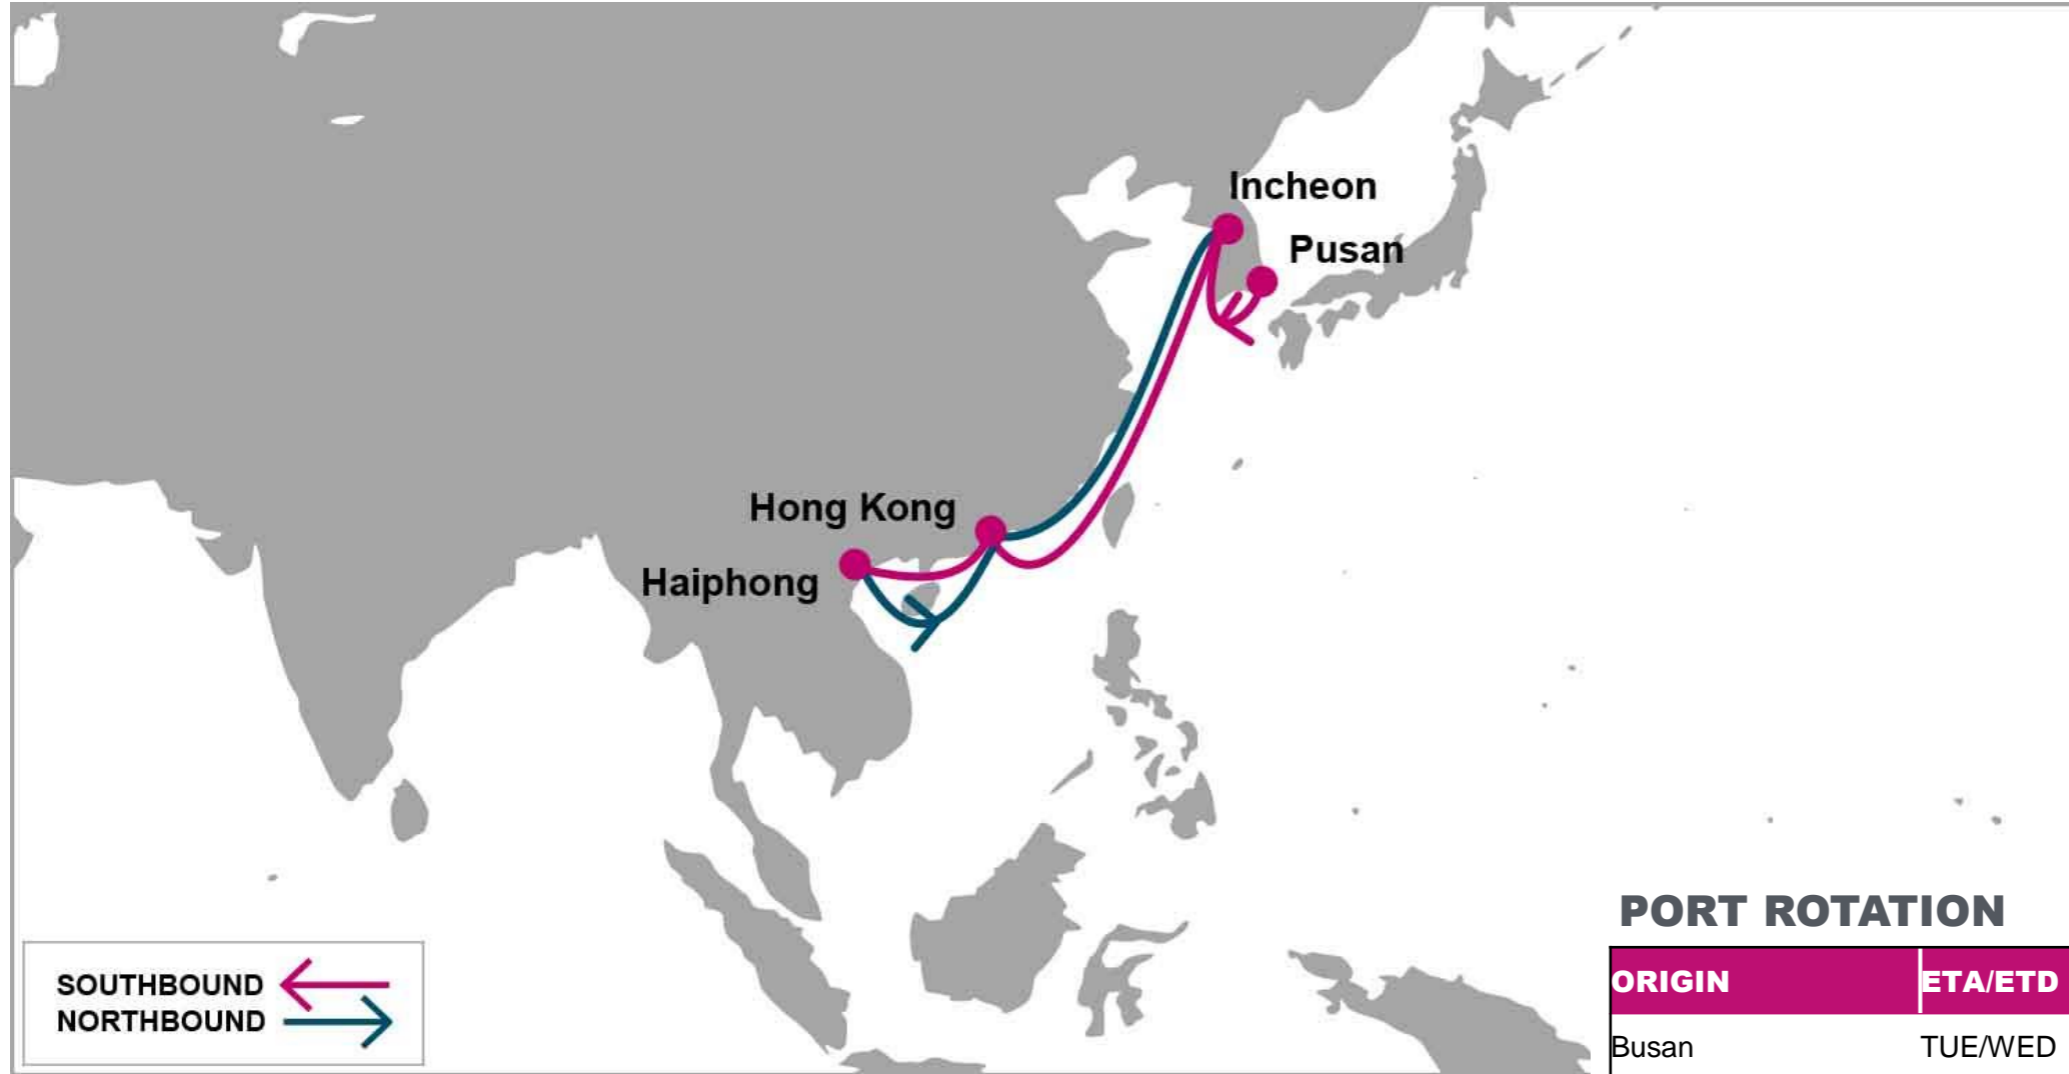 Incheon
Pusan
Hong Kong
Haiphong
SOUTHBOUND
NORTHBOUND
PORT ROTATION
ORIGIN ETA/ETD
Busan TUE/WED